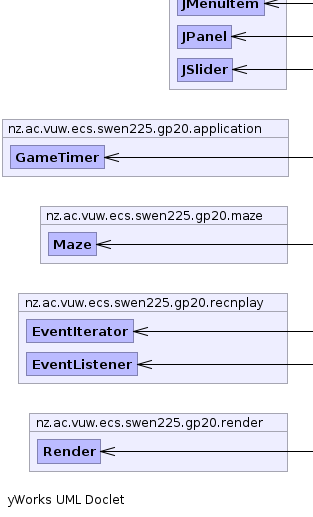 JMenuItem
JPanel
JSlider
nz.ac.vuw.ecs.swen225.gp20.application
GameTimer
nz.ac.vuw.ecs.swen225.gp20.maze
Maze
nz.ac.vuw.ecs.swen225.gp20.recnplay
EventIterator
EventListener
nz.ac.vuw.ecs.swen225.gp20.render
Render
yWorks UML Doclet